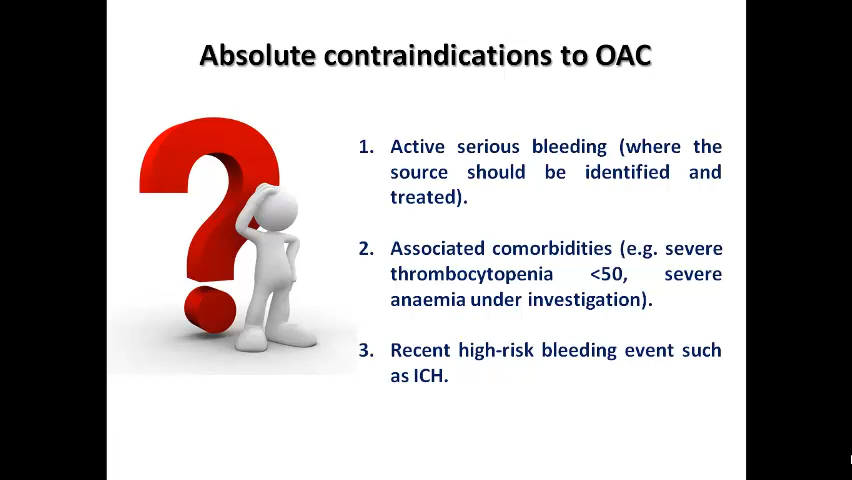 Absolute contraindications to OAC
1. Active serious bleeding (where the
source should be identified and
treated).
2. Associated comorbidities (e.g. severe
thrombocytopenia <50, severe
anaemia under investigation).
3. Recent high-risk bleeding event such
as ICH.